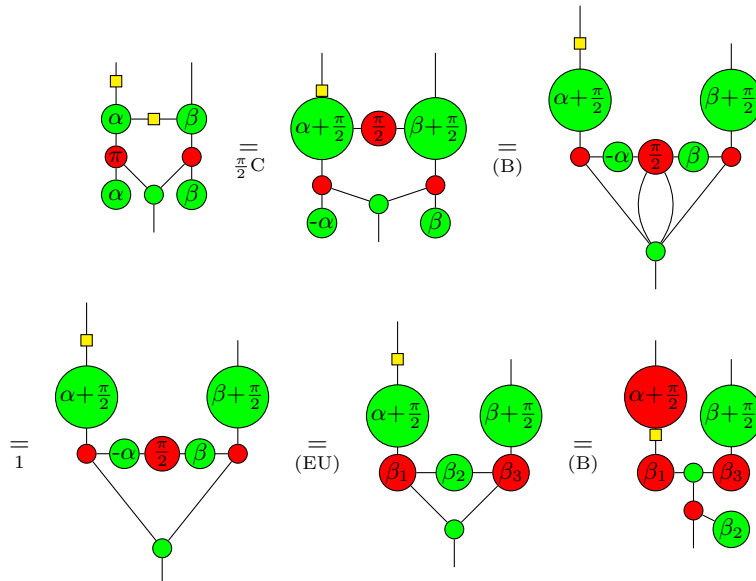 α β
π
α β
= π/2 C
α+π/2 π/2 β+π/2
-α β
= (B)
α+π/2 β+π/2
-α π/2 β
= 1
α+π/2 β+π/2
-α π/2 β
= (EU)
α+π/2 β+π/2
β₁ β₂ β₃
= (B)
α+π/2 β+π/2
β₁ β₃
β₂